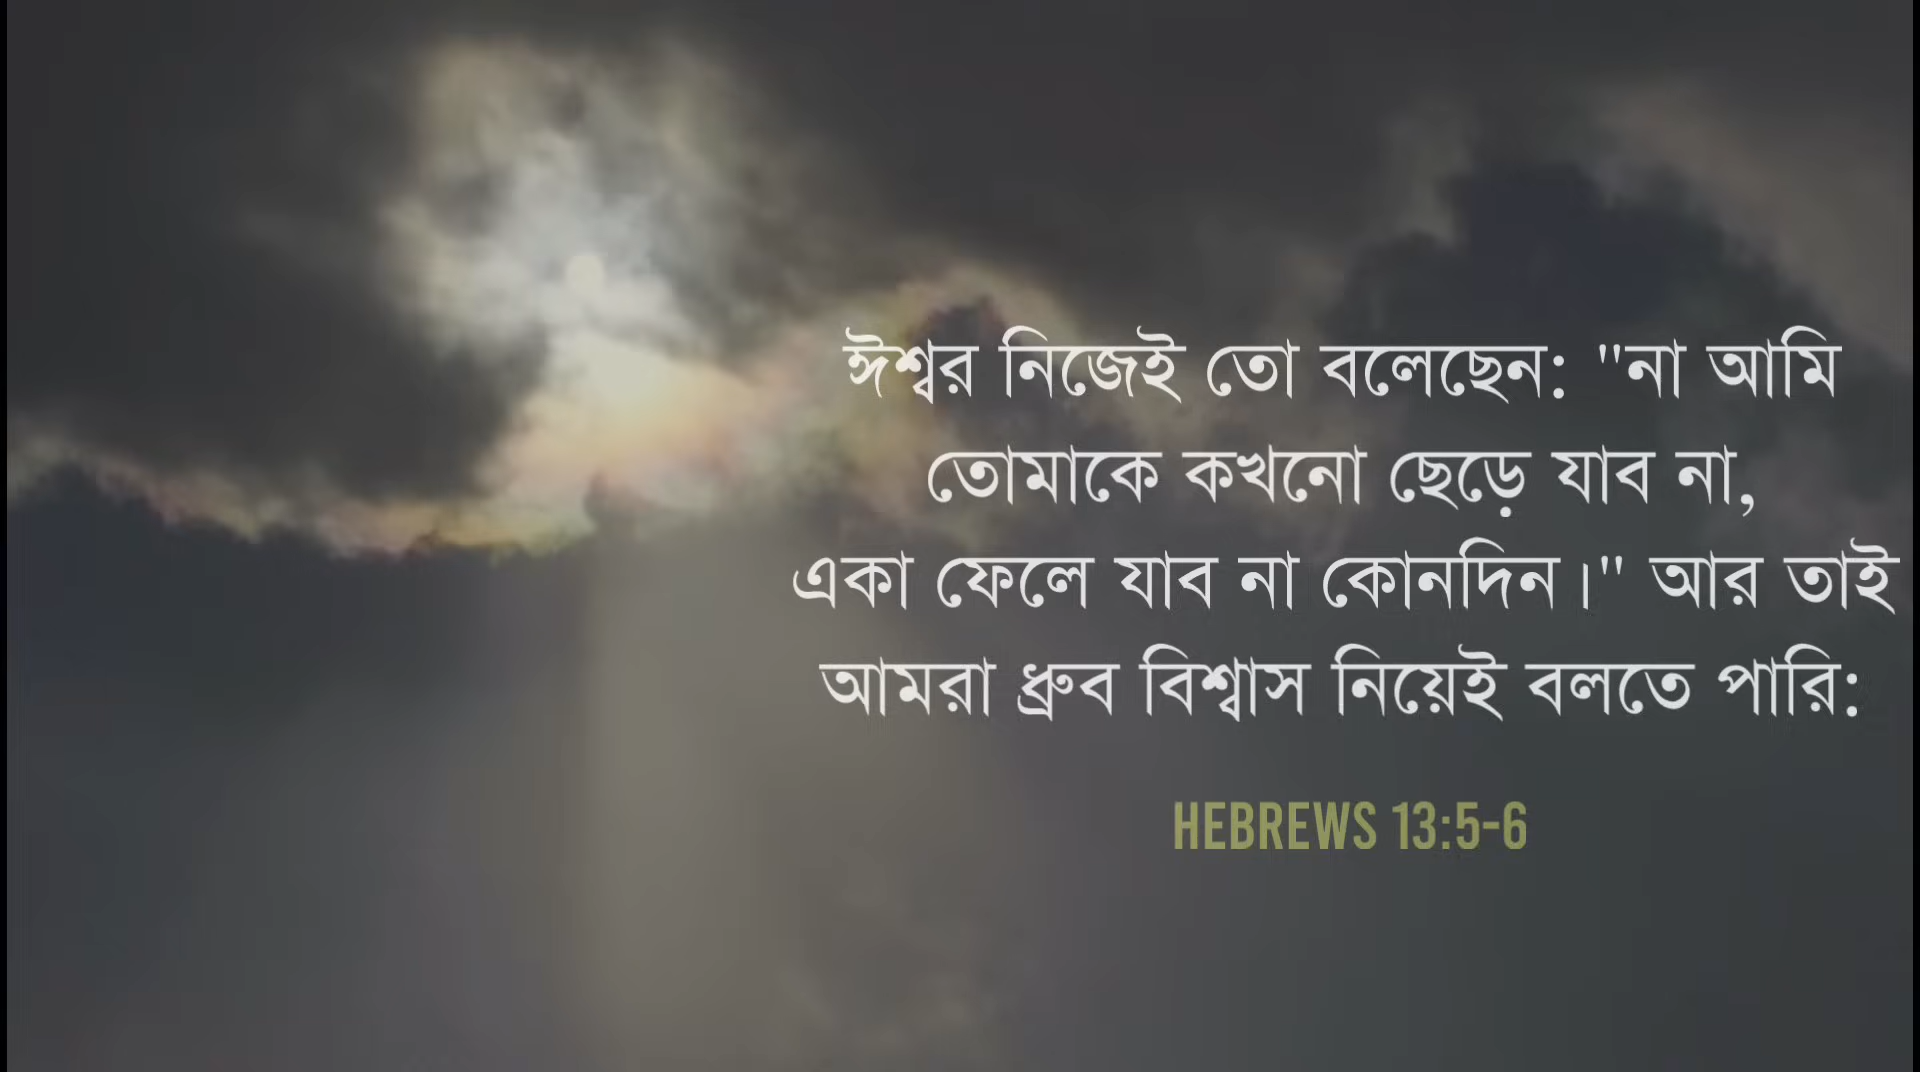 ঈশ্বর নিজেই তো বলেছেন: "না আমি
তোমাকে কখনো ছেড়ে যাব না,
একা ফেলে যাব না কোনদিন।" আর তাই
আমরা ধ্রুব বিশ্বাস নিয়েই বলতে পারি:
HEBREWS 13:5-6